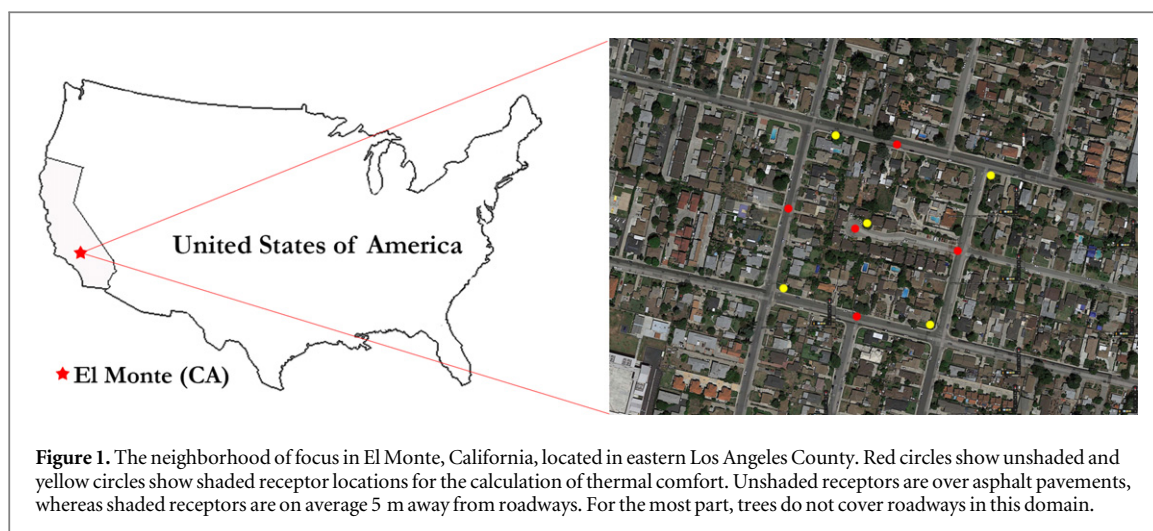 United States of America
El Monte (CA)
Figure 1. The neighborhood of focus in El Monte, California, located in eastern Los Angeles County. Red circles show unshaded and
yellow circles show shaded receptor locations for the calculation of thermal comfort. Unshaded receptors are over asphalt pavements,
whereas shaded receptors are on average 5 m away from roadways. For the most part, trees do not cover roadways in this domain.